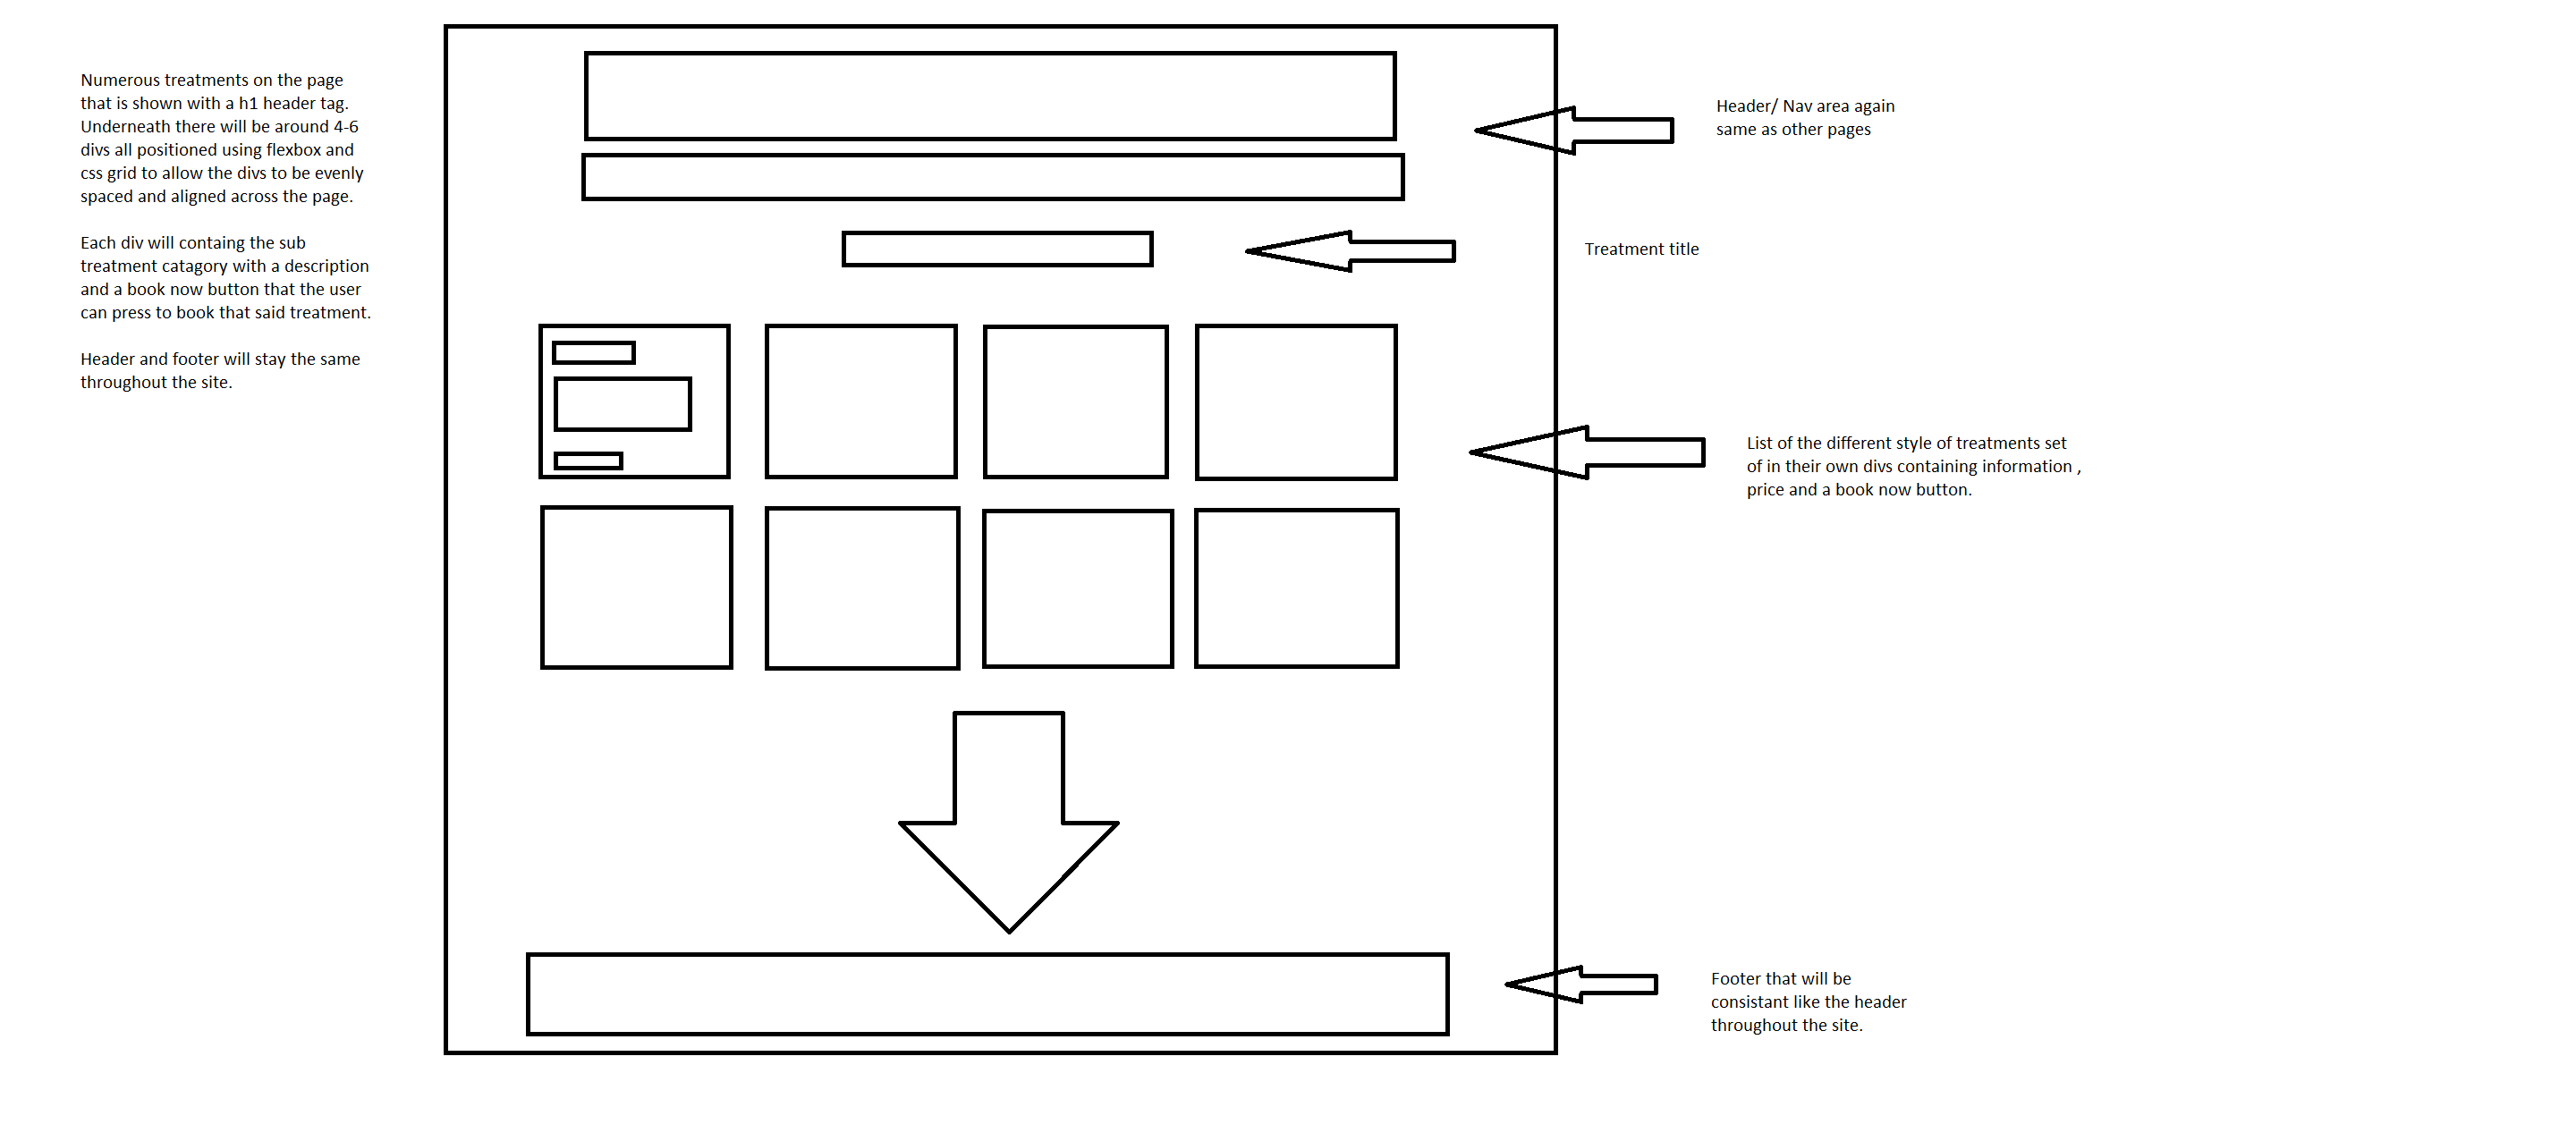 Numerous treatments on the page
that is shown with a h1 header tag.
Underneath there will be around 4-6
divs all positioned using flexbox and
css grid to allow the divs to be evenly
spaced and aligned across the page.
Each div will containg the sub
treatment catagory with a description
and a book now button that the user
can press to book that said treatment.
Header and footer will stay the same
throughout the site.
Header/ Nav area again
same as other pages
Treatment title
List of the different style of treatments set
of in their own divs containing information ,
price and a book now button.
Footer that will be
consistant like the header
throughout the site.